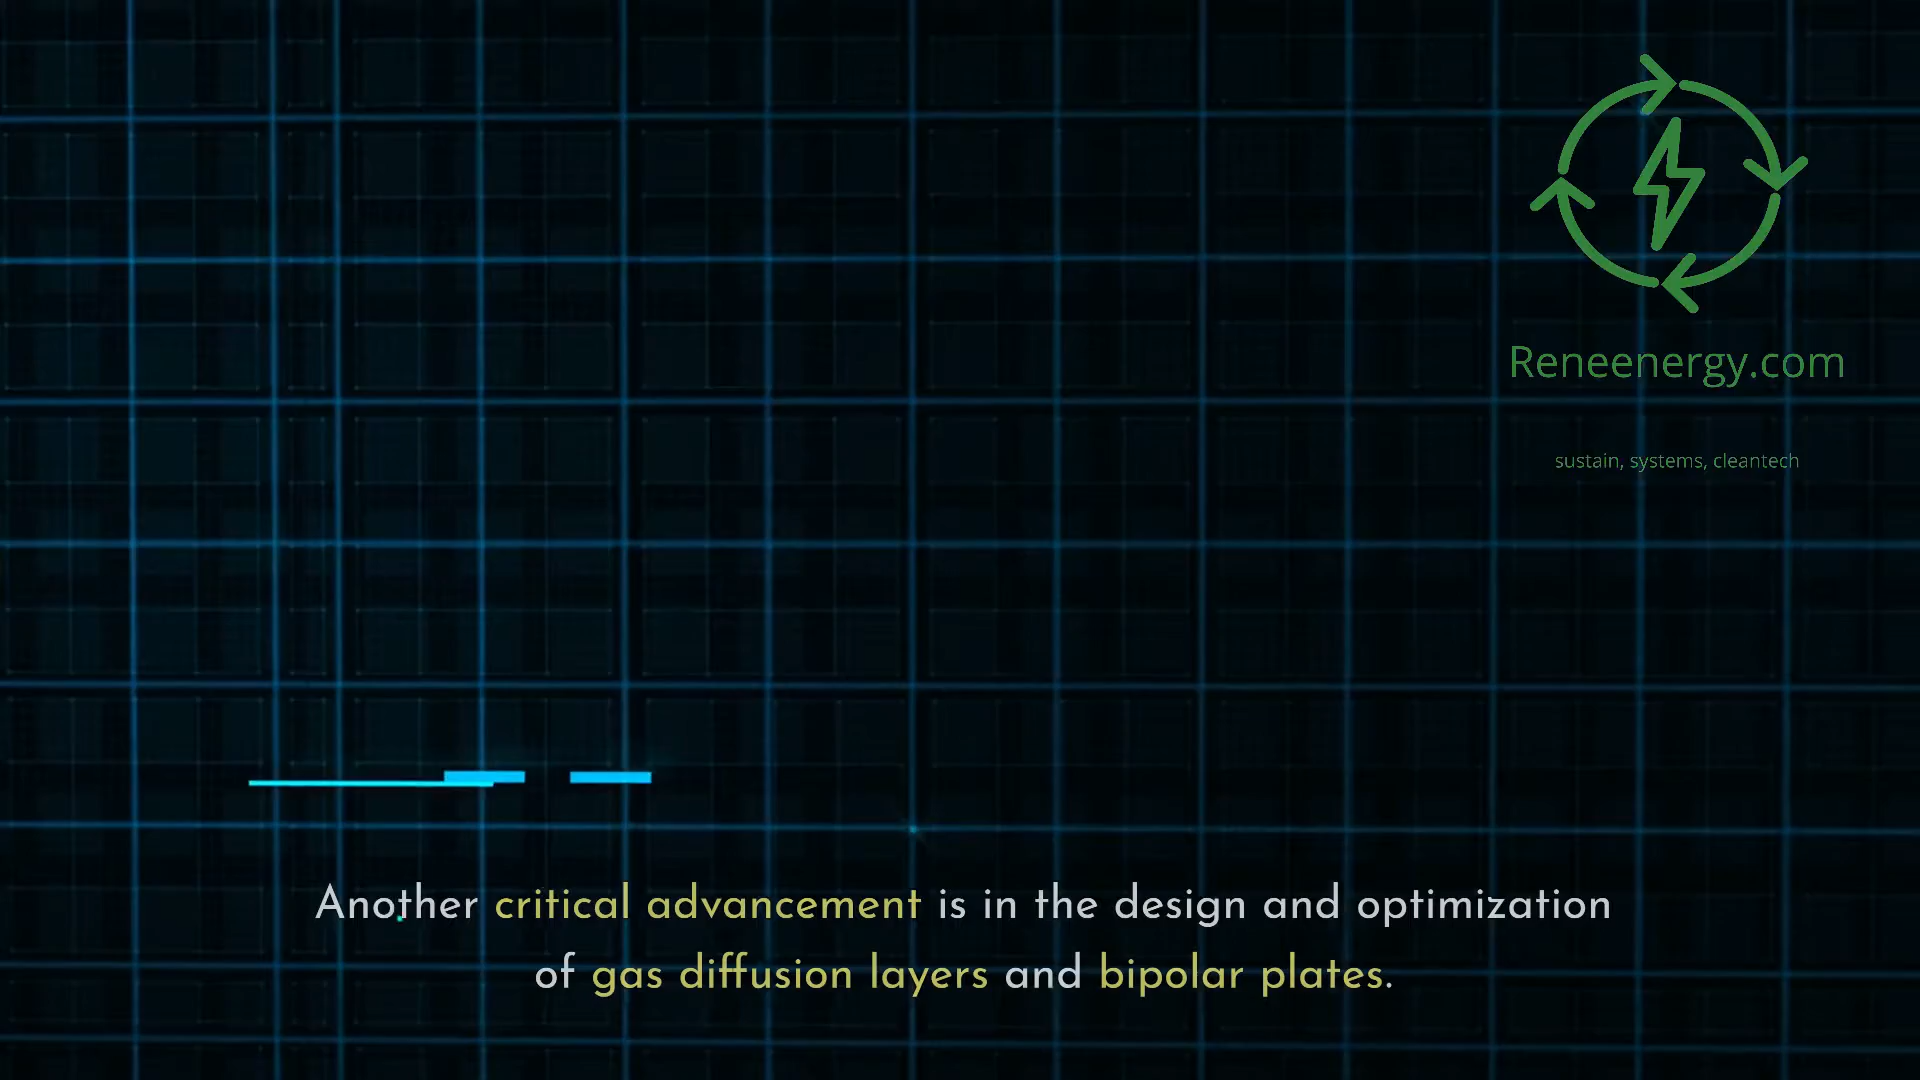 Reneenergy.com
sustain, systems, cleantech
Another critical advancement is in the design and optimization
of gas diffusion layers and bipolar plates.